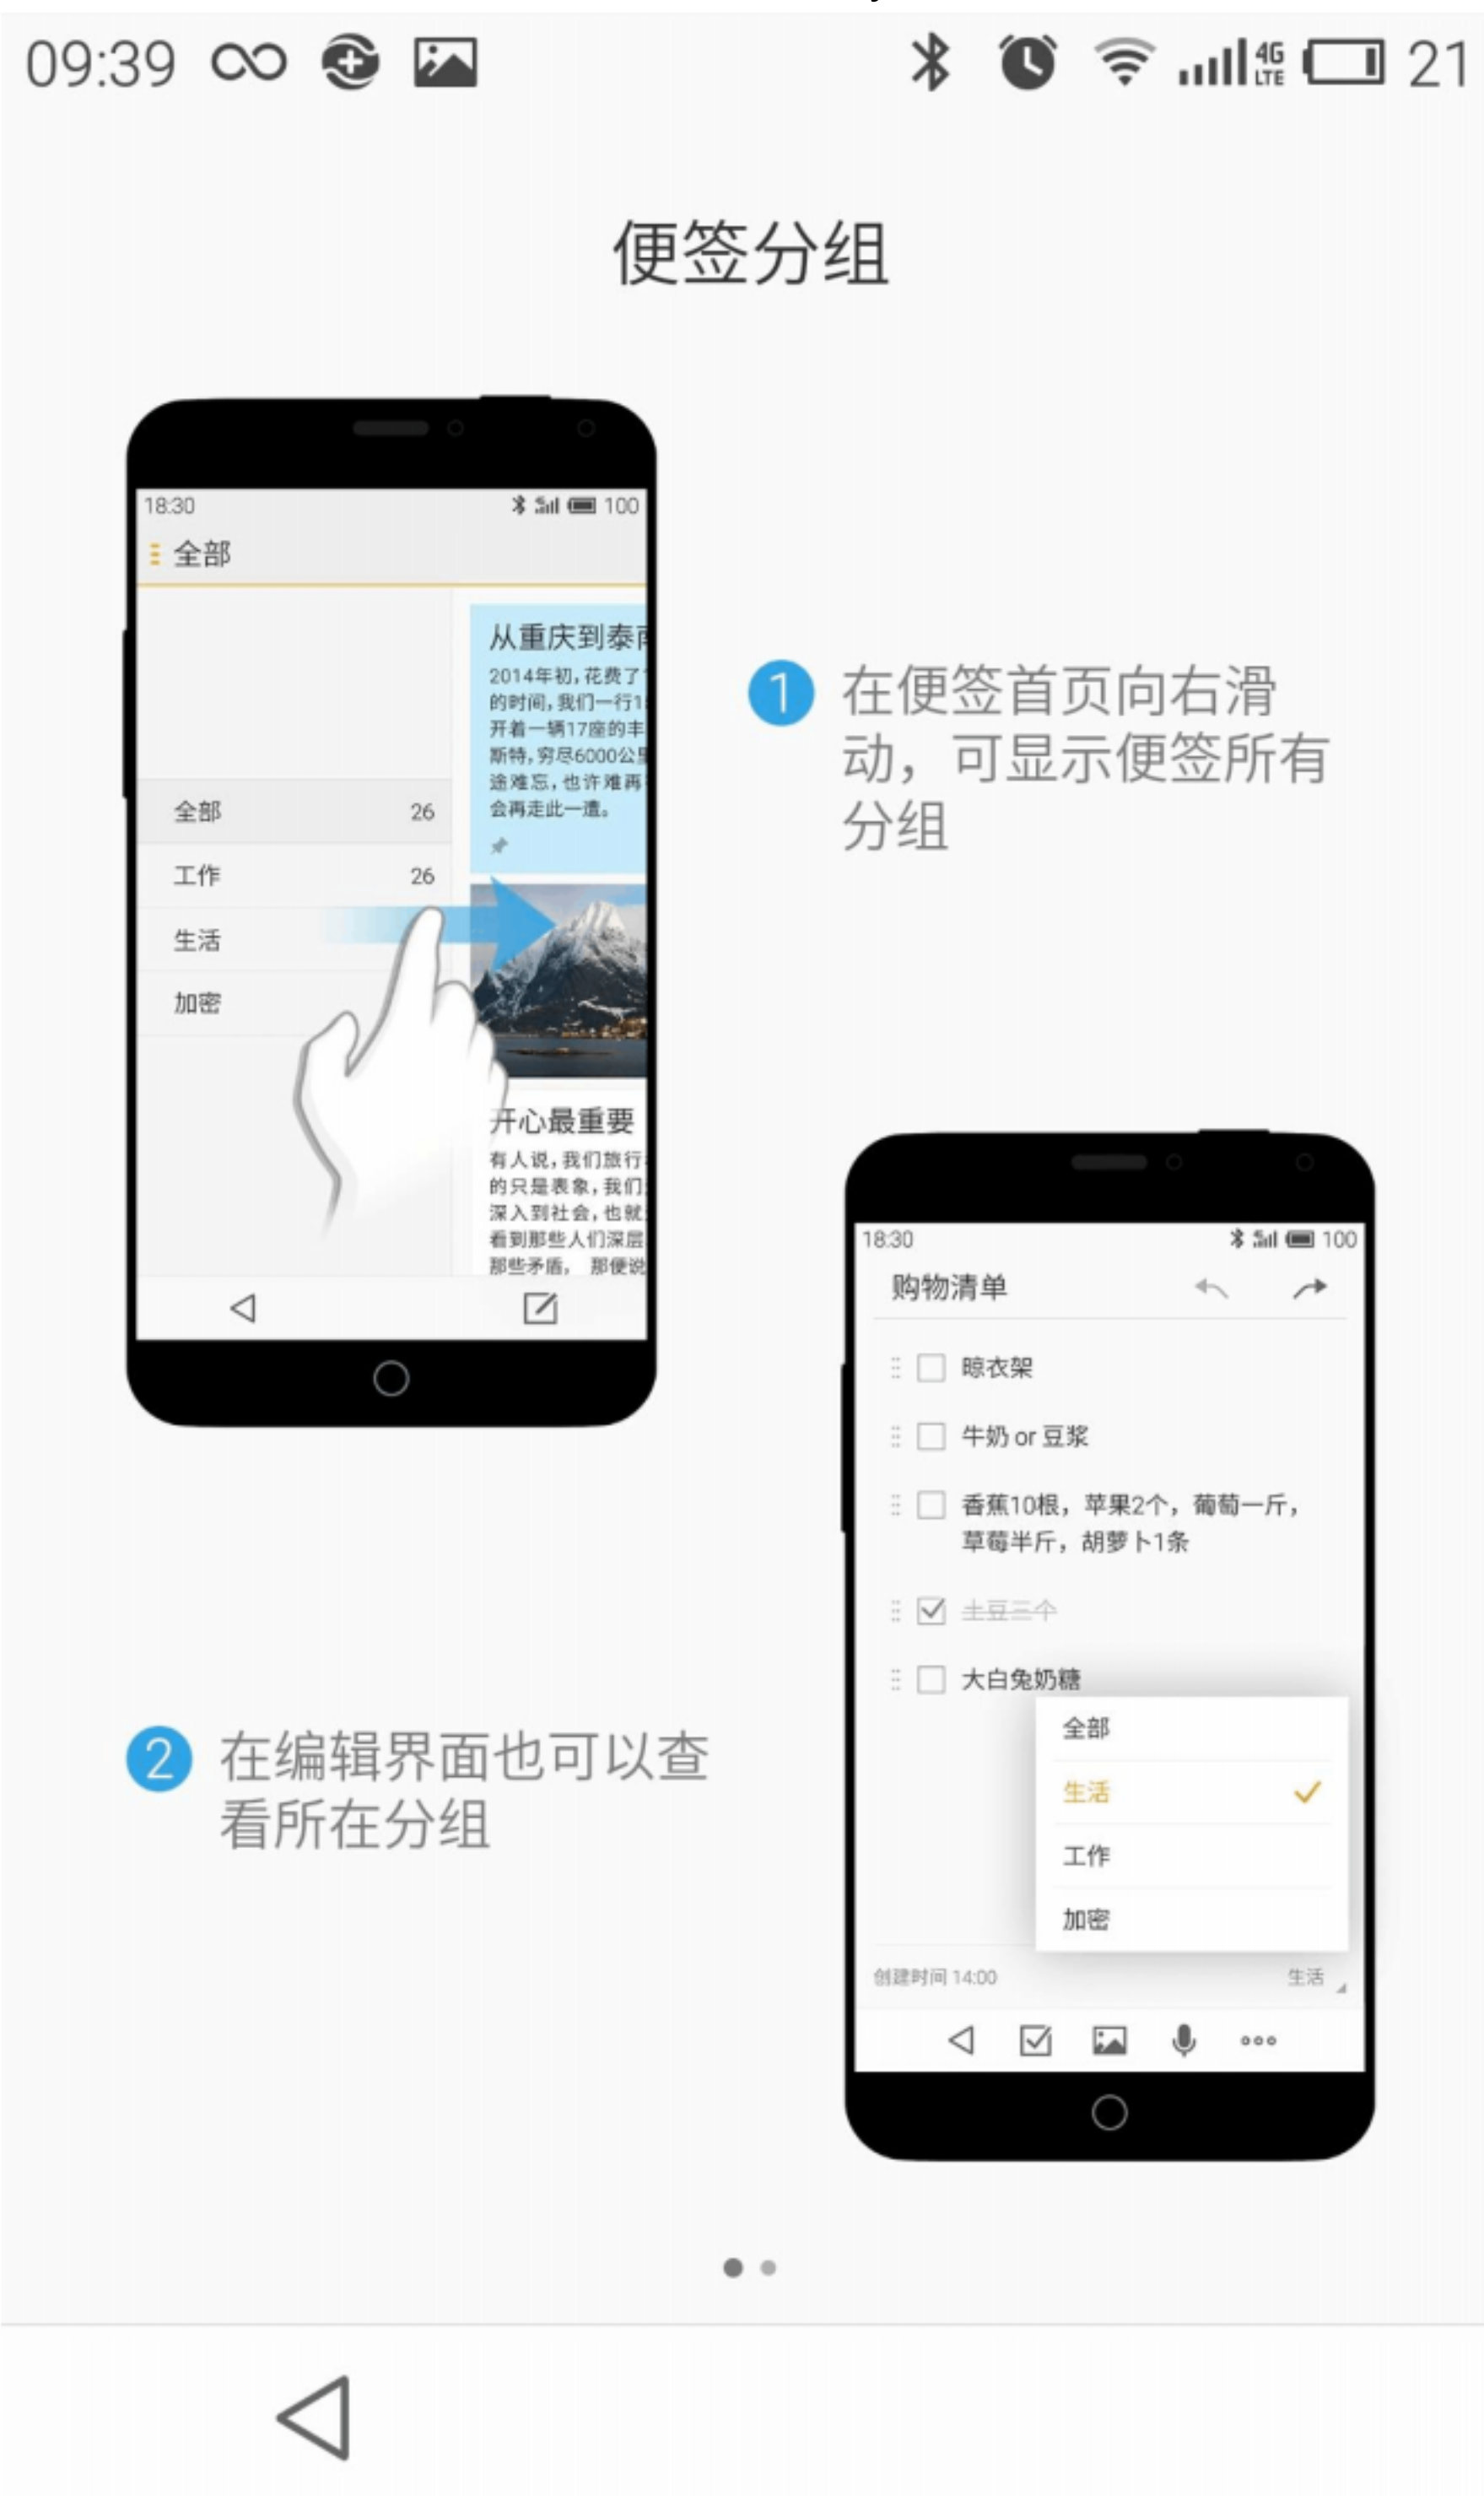 09:39
4G LTE
21
便签分组
18:30
100
全部
全部 26
工作 26
生活
加密
从重庆到泰
2014年初，花费了
的时间，我们一行1
开着一辆17座的丰
斯特，穷尽6000公里
途难忘，也许难再
会再走此一遭。
开心最重要
有人说，我们旅行
的只是表象，我们
深入到社会，也就
看到那些人们深层
那些矛盾， 那便说
1 在便签首页向右滑
动，可显示便签所有
分组
18:30
100
购物清单
晾衣架
牛奶 or 豆浆
香蕉10根，苹果2个，葡萄一斤，
草莓半斤，胡萝卜1条
土豆三个
大白兔奶糖
全部
生活
工作
加密
创建时间 14:00
生活
2 在编辑界面也可以查
看所在分组